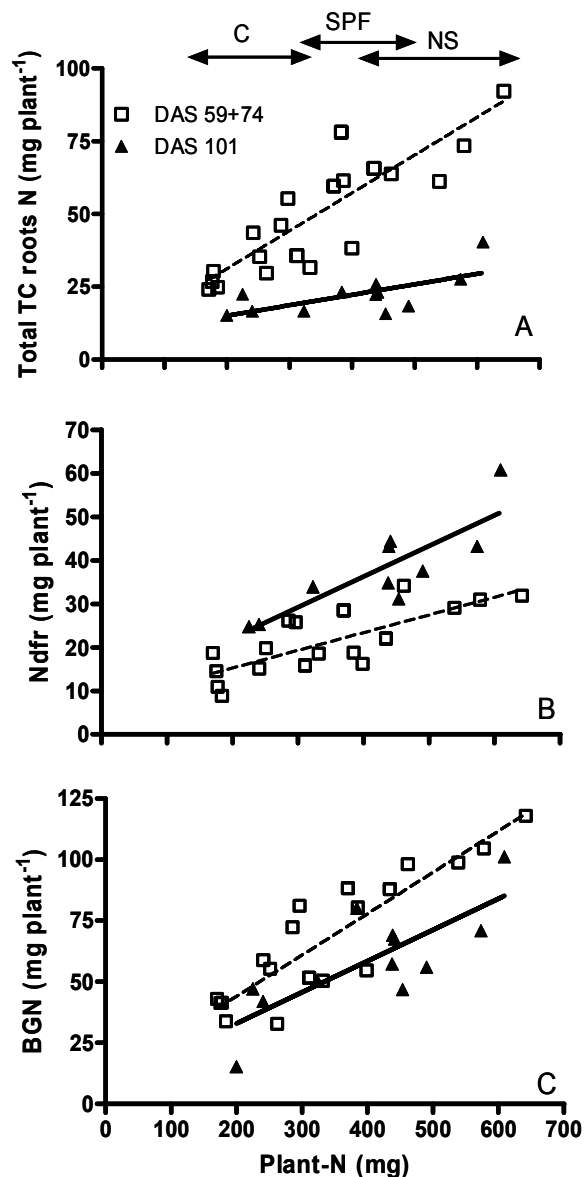 SPF
C
NS
Total TC roots N (mg plant⁻¹)
100
75
50
25
0
DAS 59+74
DAS 101
A
Ndfr (mg plant⁻¹)
70
60
50
40
30
20
10
0
B
BGN (mg plant⁻¹)
125
100
75
50
25
0
C
0 100 200 300 400 500 600 700
Plant-N (mg)